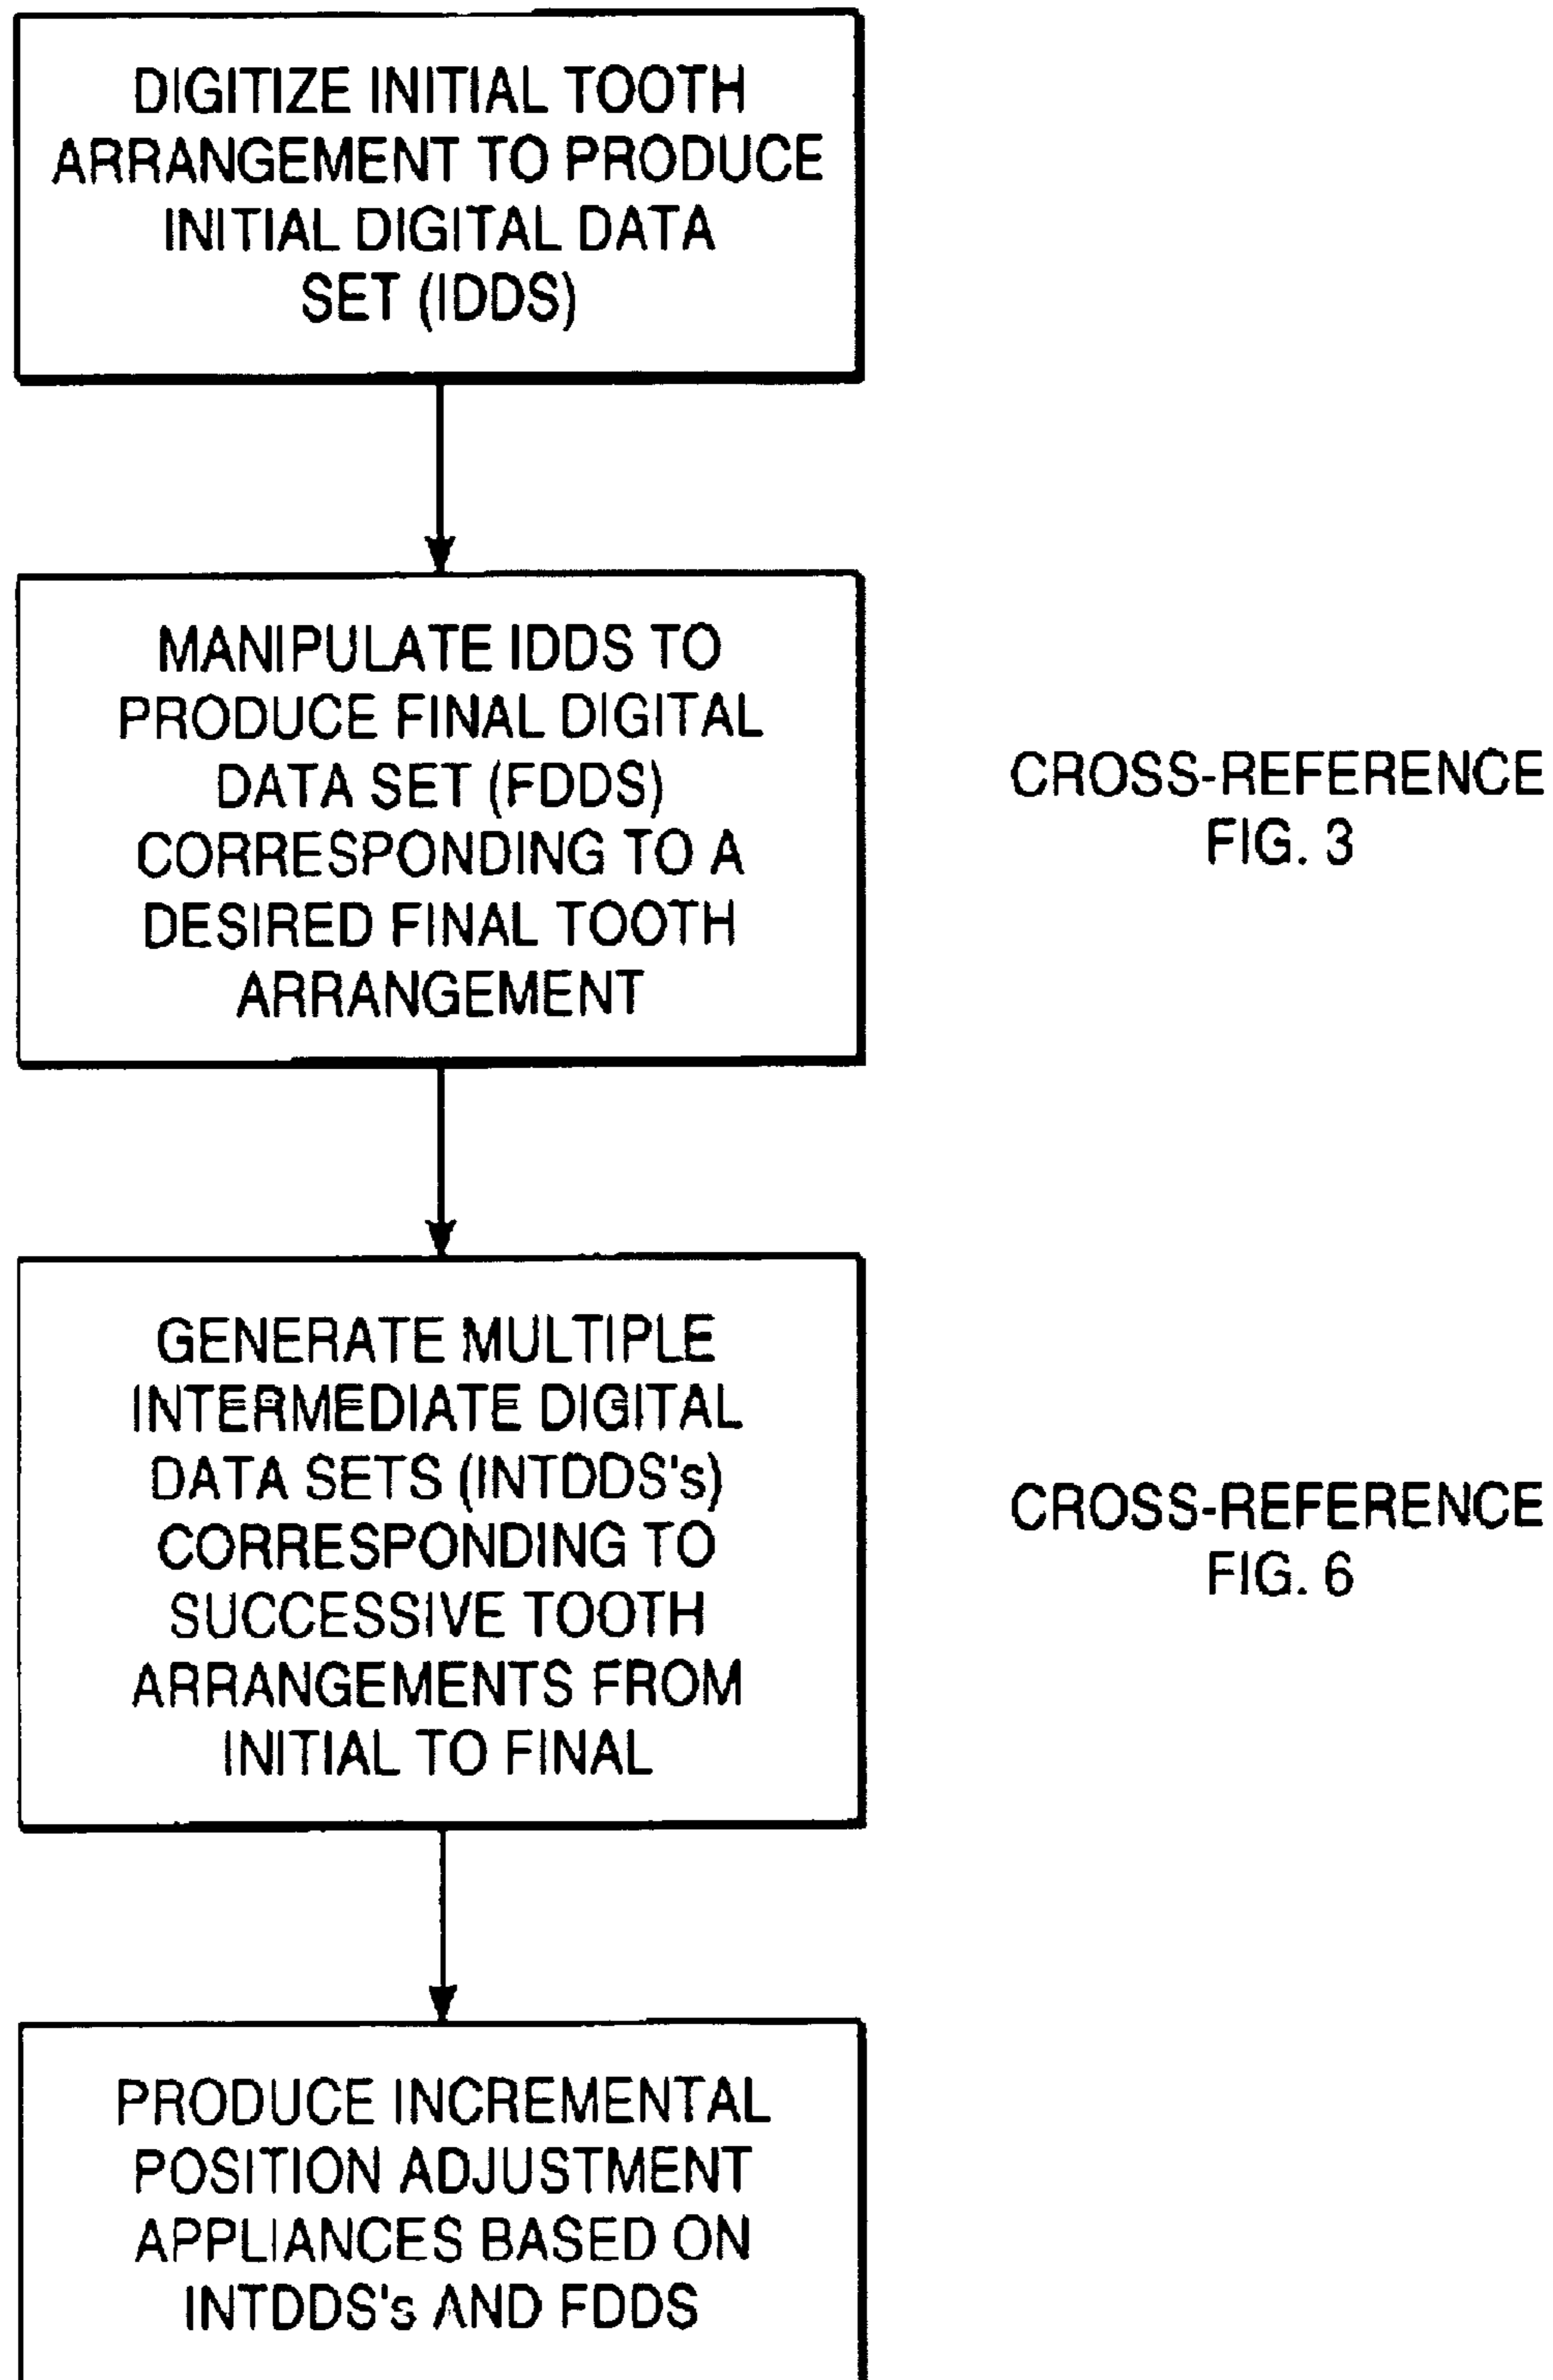 DIGITIZE INITIAL TOOTH
ARRANGEMENT TO PRODUCE
INITIAL DIGITAL DATA
SET (IDDS)
MANIPULATE IDDS TO
PRODUCE FINAL DIGITAL
DATA SET (FDDS)
CORRESPONDING TO A
DESIRED FINAL TOOTH
ARRANGEMENT
CROSS-REFERENCE
FIG. 3
GENERATE MULTIPLE
INTERMEDIATE DIGITAL
DATA SETS (INTDDS's)
CORRESPONDING TO
SUCCESSIVE TOOTH
ARRANGEMENTS FROM
INITIAL TO FINAL
CROSS-REFERENCE
FIG. 6
PRODUCE INCREMENTAL
POSITION ADJUSTMENT
APPLIANCES BASED ON
INTDDS's AND FDDS